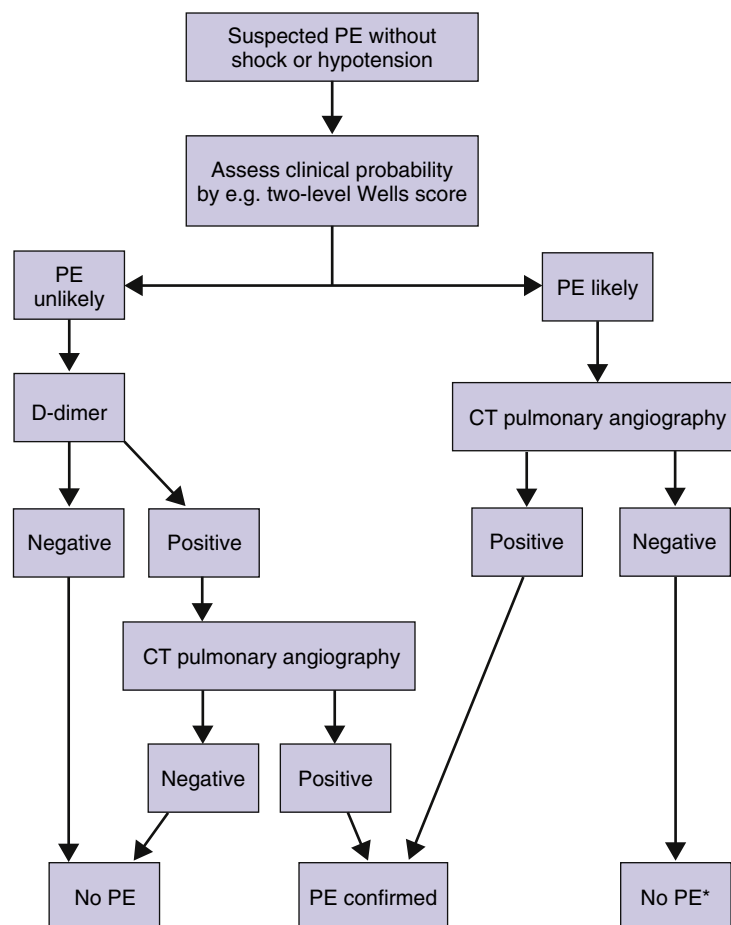 Suspected PE without
shock or hypotension
Assess clinical probability
by e.g. two-level Wells score
PE
unlikely
PE likely
D-dimer
CT pulmonary angiography
Negative
Positive
Positive
Negative
CT pulmonary angiography
Negative
Positive
No PE
PE confirmed
No PE*